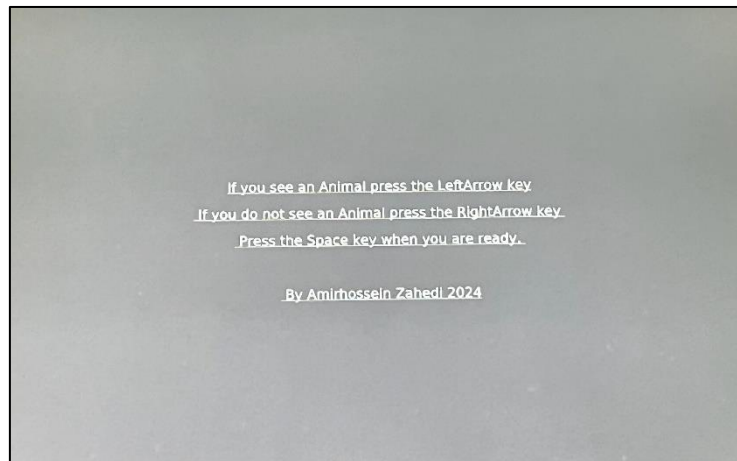 If you see an Animal press the LeftArrow key
If you do not see an Animal press the RightArrow key
Press the Space key when you are ready.
By Amirhossein Zahedi 2024